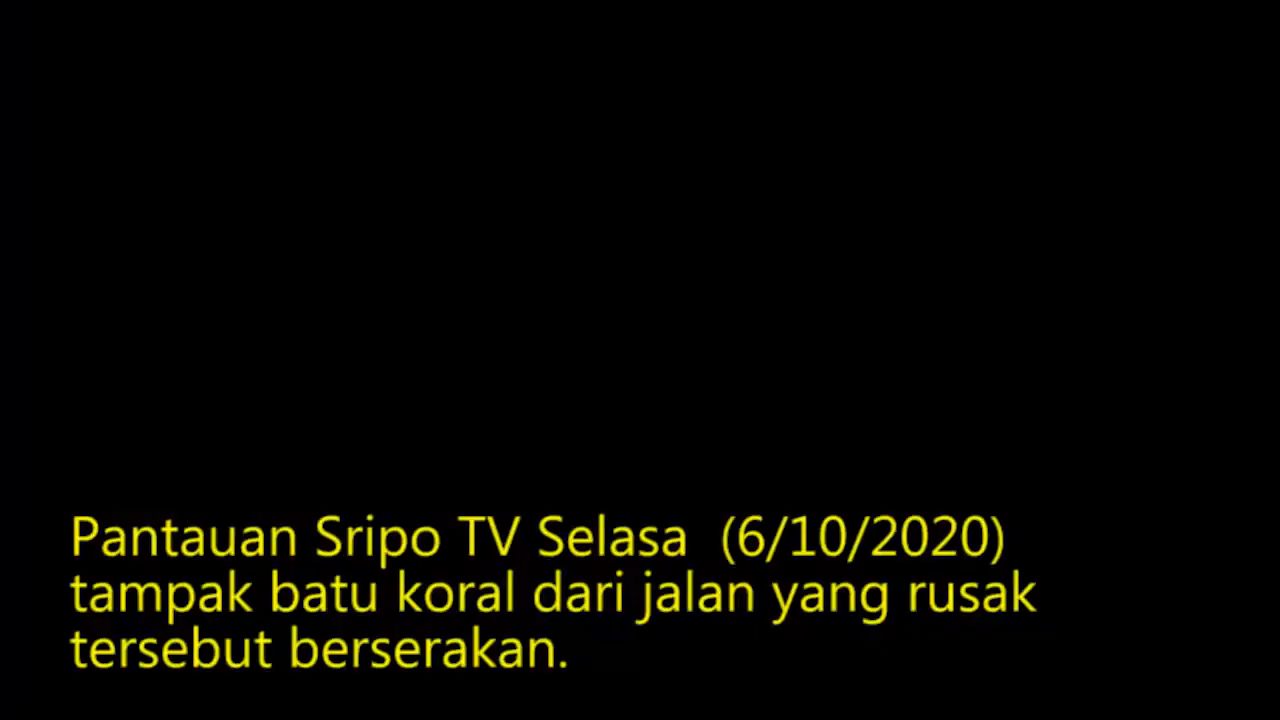 Pantauan Sripo TV Selasa  (6/10/2020)
tampak batu koral dari jalan yang rusak
tersebut berserakan.